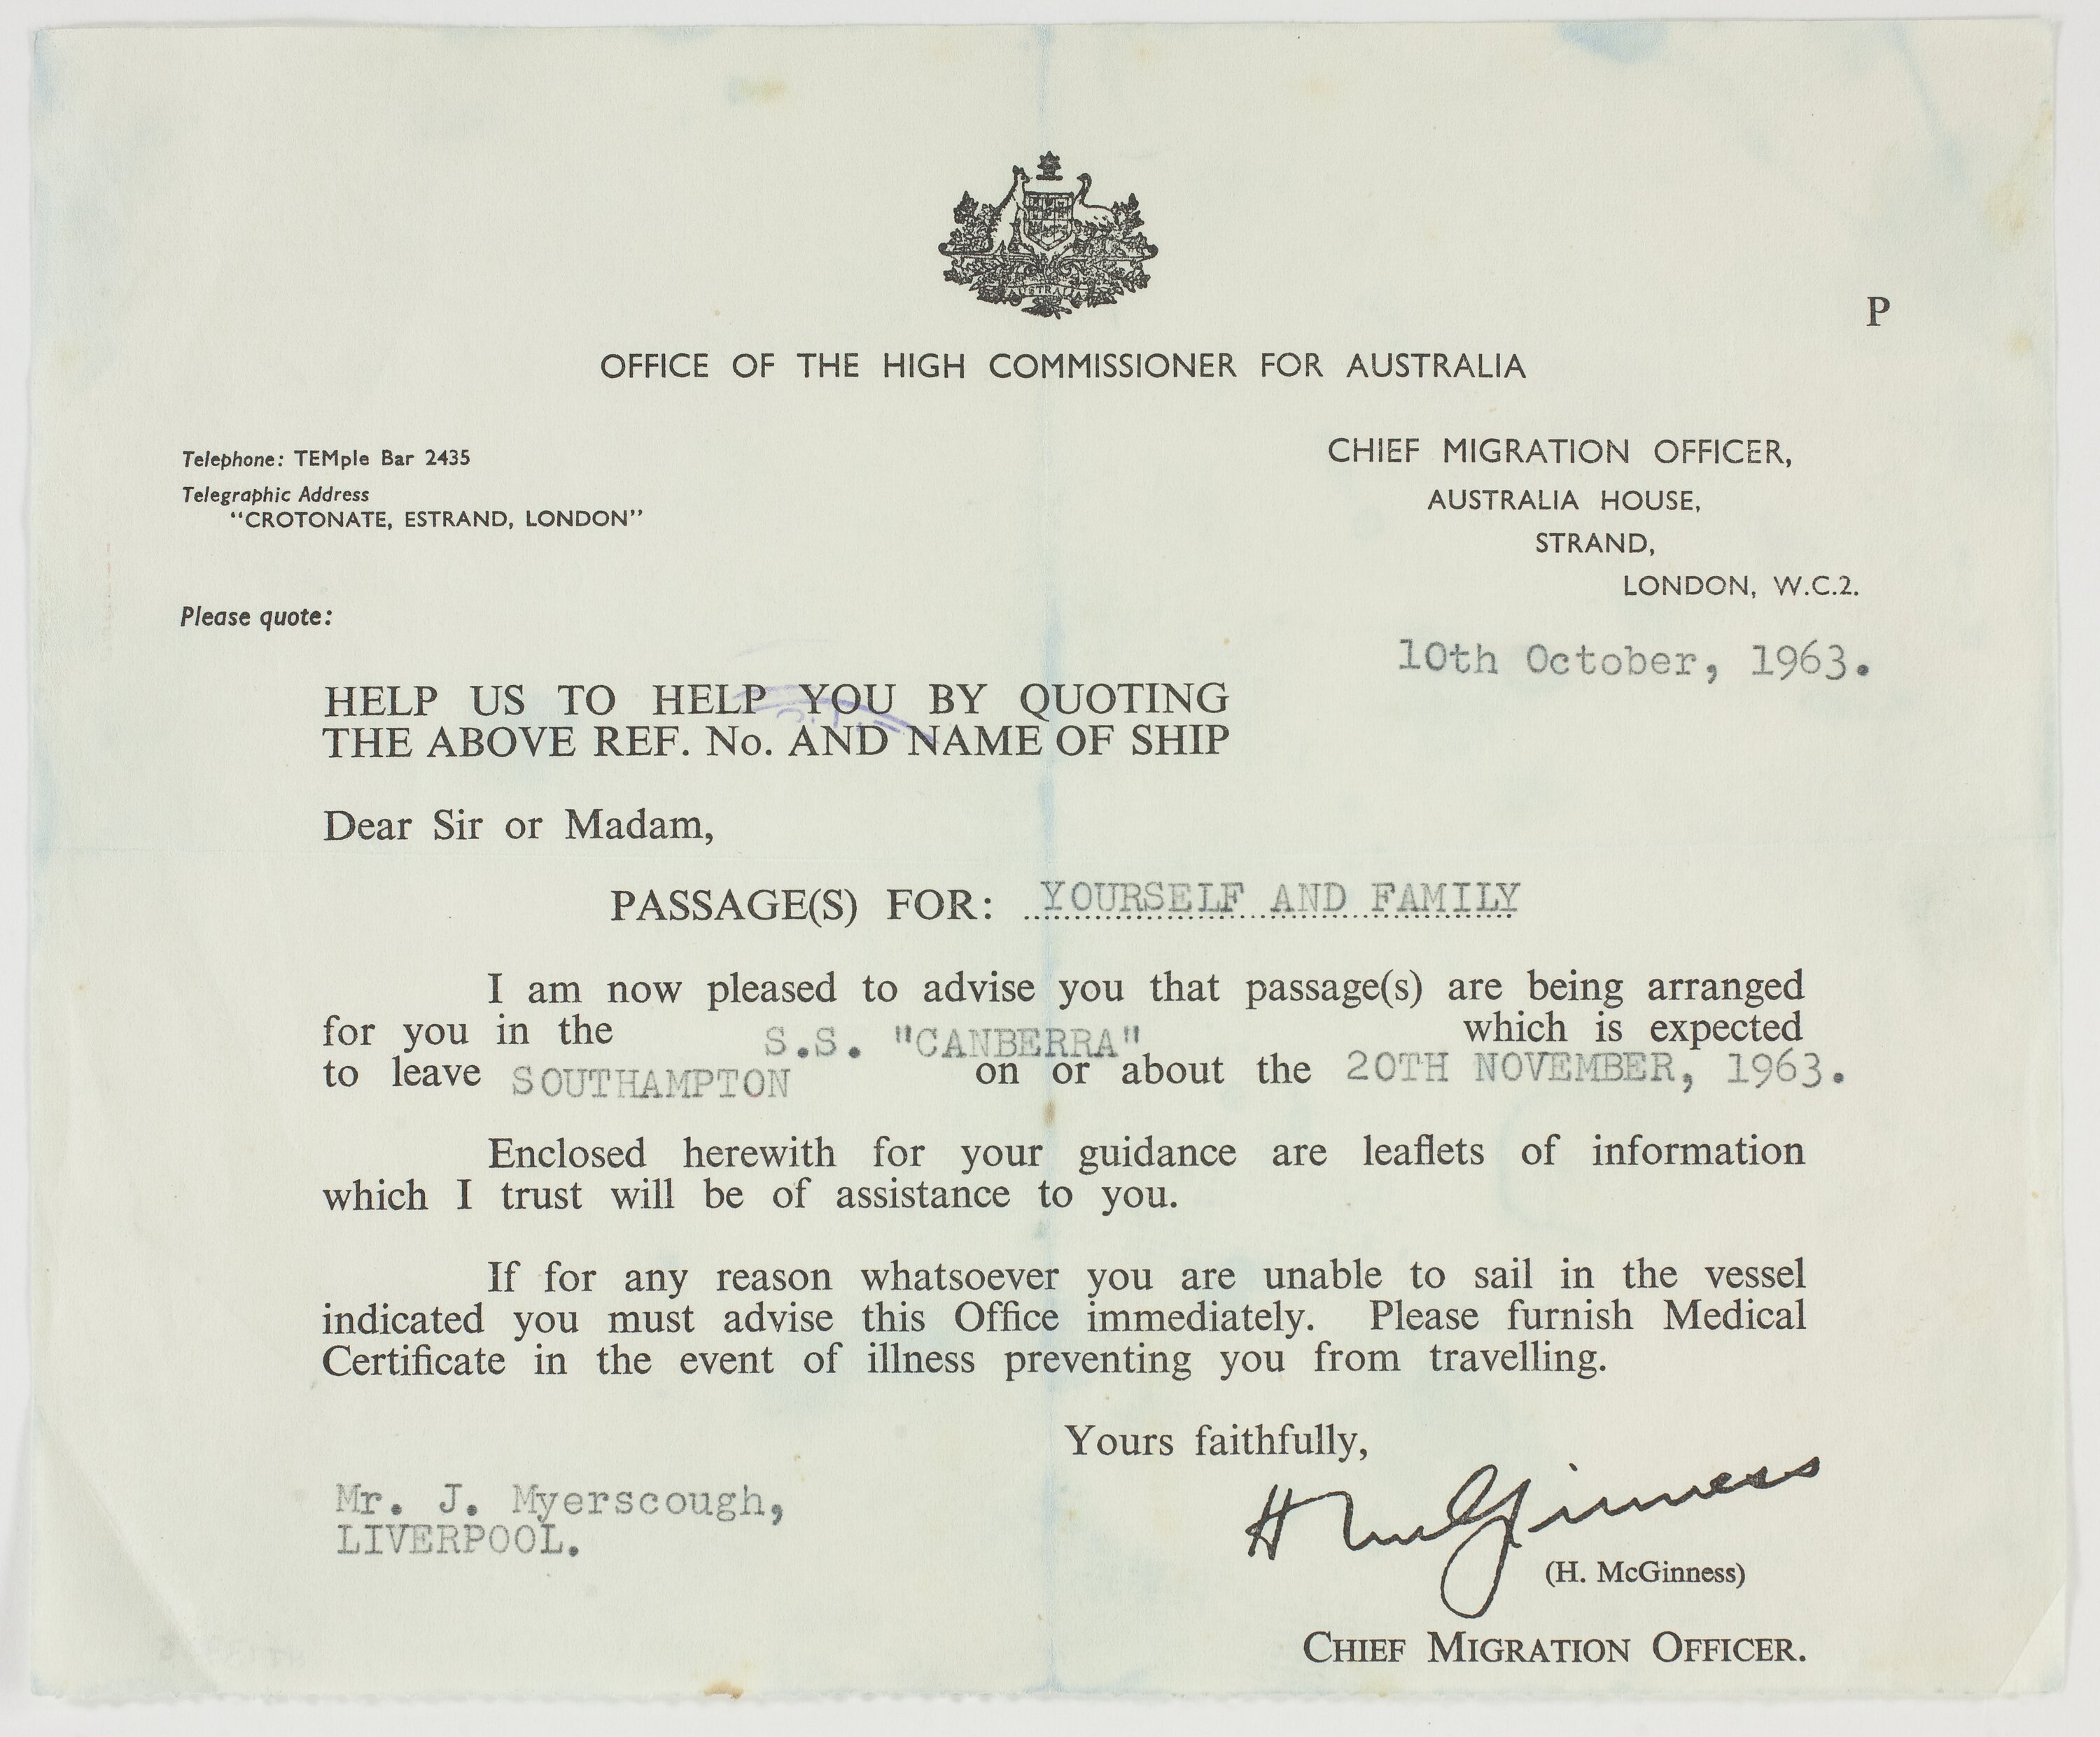 AUSTRALIA
P
OFFICE OF THE HIGH COMMISSIONER FOR AUSTRALIA
Telephone: TEMple Bar 2435
Telegraphic Address
"CROTONATE, ESTRAND, LONDON"
Please quote:
CHIEF MIGRATION OFFICER,
AUSTRALIA HOUSE,
STRAND,
LONDON, W.C.2.
10th October, 1963.
HELP US TO HELP YOU BY QUOTING
THE ABOVE REF. No. AND NAME OF SHIP
Dear Sir or Madam,
PASSAGE(S) FOR: YOURSELF AND FAMILY
I am now pleased to advise you that passage(s) are being arranged
for you in the S.S. "CANBERRA" which is expected
to leave SOUTHAMPTON on or about the 20TH NOVEMBER, 1963.
Enclosed herewith for your guidance are leaflets of information
which I trust will be of assistance to you.
If for any reason whatsoever you are unable to sail in the vessel
indicated you must advise this Office immediately. Please furnish Medical
Certificate in the event of illness preventing you from travelling.
Yours faithfully,
H McGinness
(H. McGinness)
CHIEF MIGRATION OFFICER.
Mr. J. Myerscough,
LIVERPOOL.